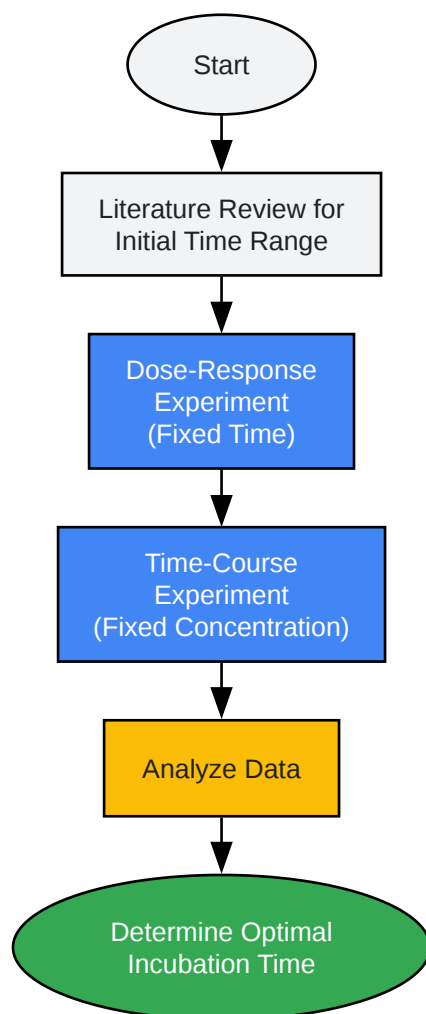 Start
Literature Review for
Initial Time Range
Dose-Response
Experiment
(Fixed Time)
Time-Course
Experiment
(Fixed Concentration)
Analyze Data
Determine Optimal
Incubation Time